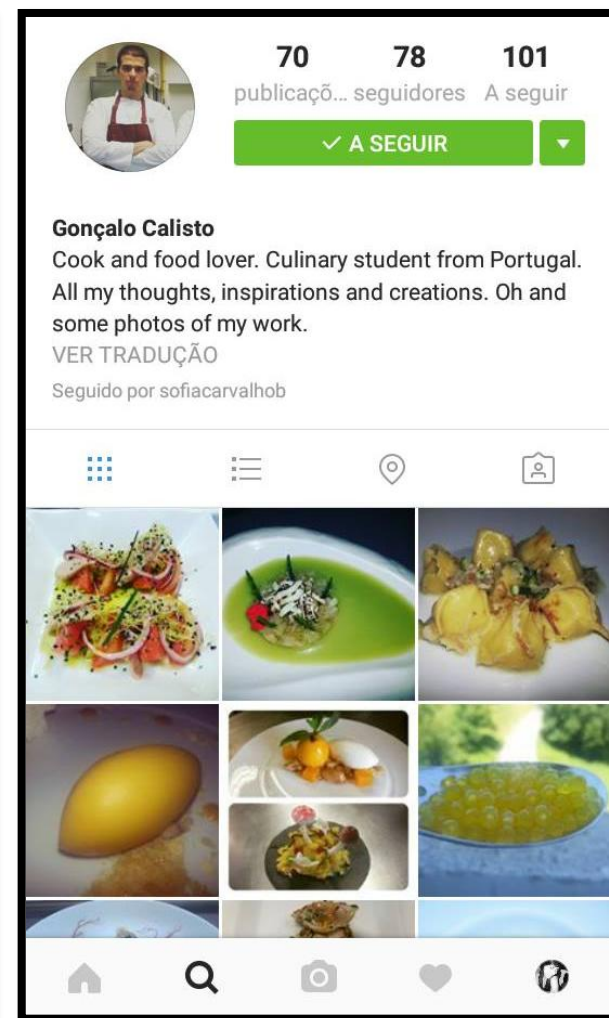 70 78 101
publicaçõ... seguidores A seguir
✓ A SEGUIR
Gonçalo Calisto
Cook and food lover. Culinary student from Portugal.
All my thoughts, inspirations and creations. Oh and
some photos of my work.
VER TRADUÇÃO
Seguido por sofiacarvalhob